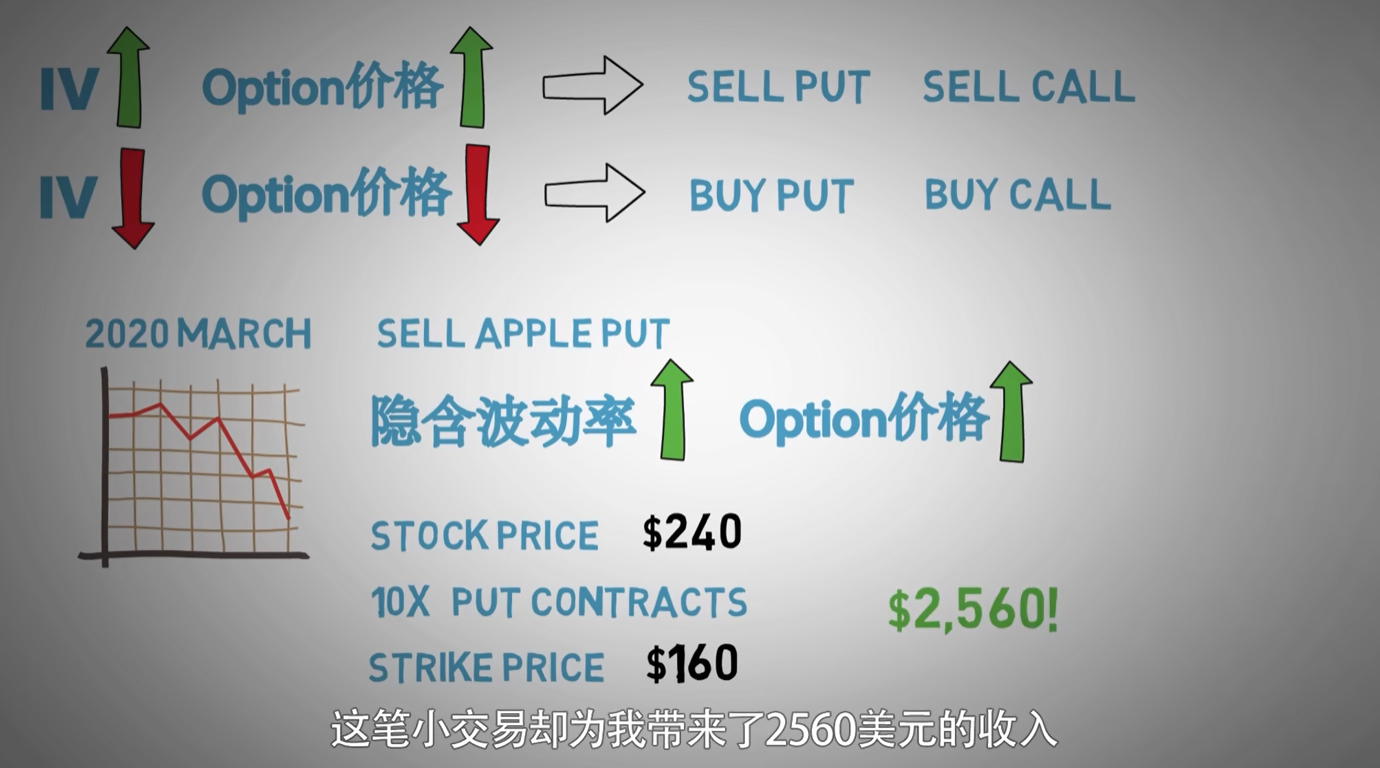 IV Option价格 SELL PUT SELL CALL
IV Option价格 BUY PUT BUY CALL
2020 MARCH SELL APPLE PUT
隐含波动率 Option价格
STOCK PRICE $240
10X PUT CONTRACTS $2,560!
STRIKE PRICE $160
这笔小交易却为我带来了2560美元的收入